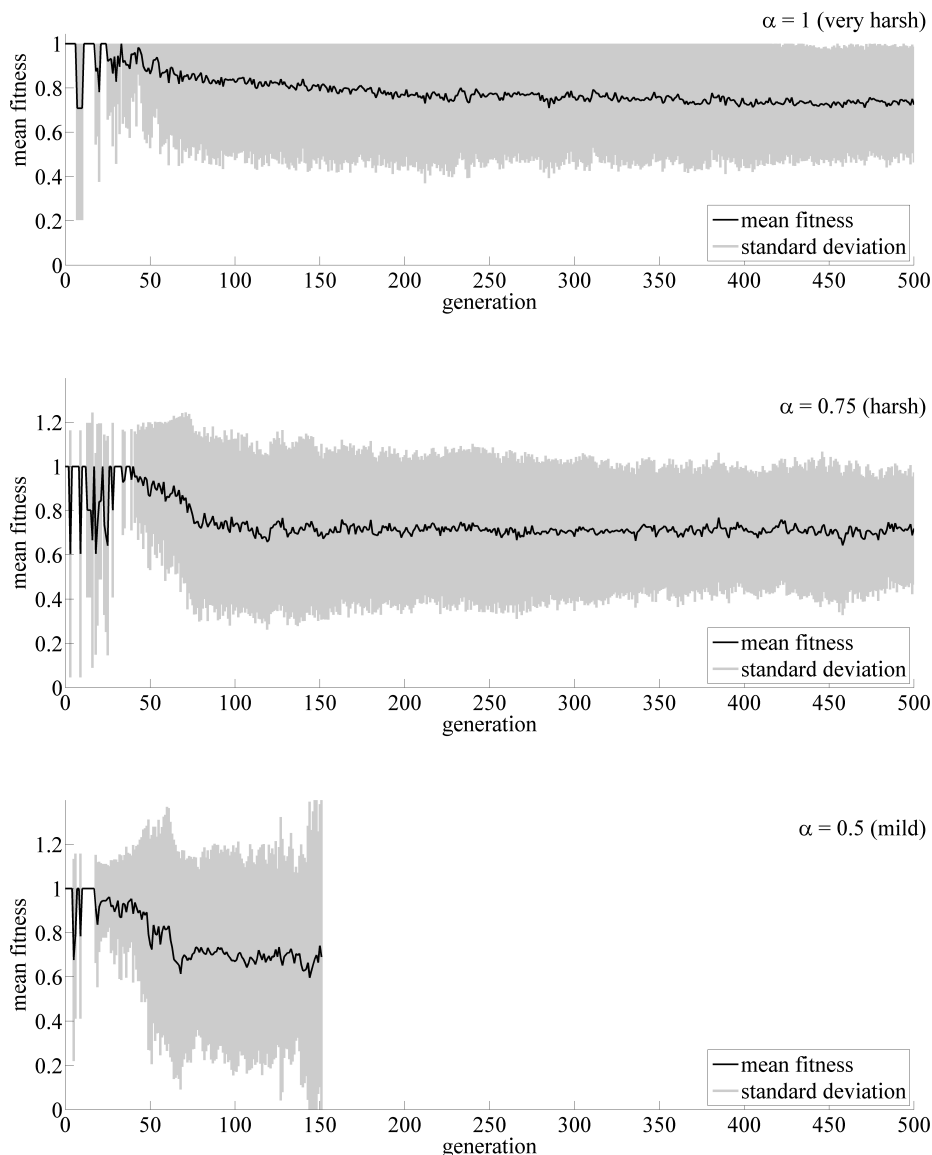 α = 1 (very harsh)
1
0.8
0.6
0.4
0.2
0
mean fitness
mean fitness
standard deviation
0 50 100 150 200 250 300 350 400 450 500
generation
α = 0.75 (harsh)
1.2
1
0.8
0.6
0.4
0.2
0
mean fitness
mean fitness
standard deviation
0 50 100 150 200 250 300 350 400 450 500
generation
α = 0.5 (mild)
1.2
1
0.8
0.6
0.4
0.2
0
mean fitness
mean fitness
standard deviation
0 50 100 150 200 250 300 350 400 450 500
generation